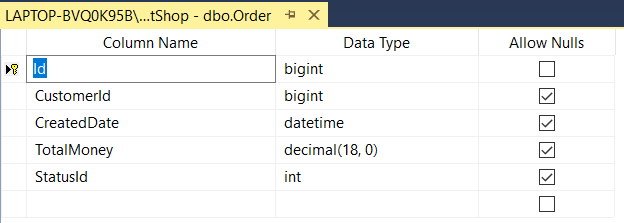 LAPTOP-BVQ0K95B\...tShop - dbo.Order
Column Name Data Type Allow Nulls
Id bigint
CustomerId bigint
CreatedDate datetime
TotalMoney decimal(18, 0)
StatusId int